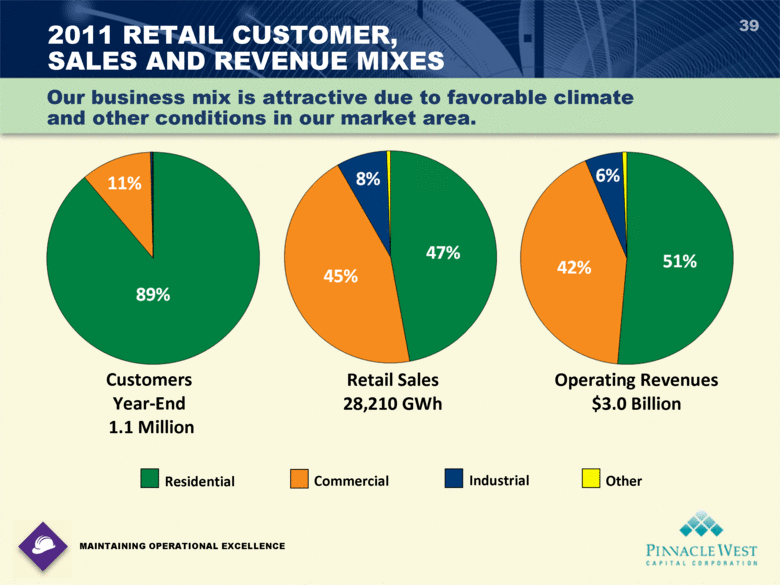 39
2011 RETAIL CUSTOMER,
SALES AND REVENUE MIXES
Our business mix is attractive due to favorable climate
and other conditions in our market area.
11%
89%
8%
47%
45%
6%
51%
42%
Customers
Year-End
1.1 Million
Retail Sales
28,210 GWh
Operating Revenues
$3.0 Billion
Residential
Commercial
Industrial
Other
MAINTAINING OPERATIONAL EXCELLENCE
PINNACLE WEST
CAPITAL CORPORATION